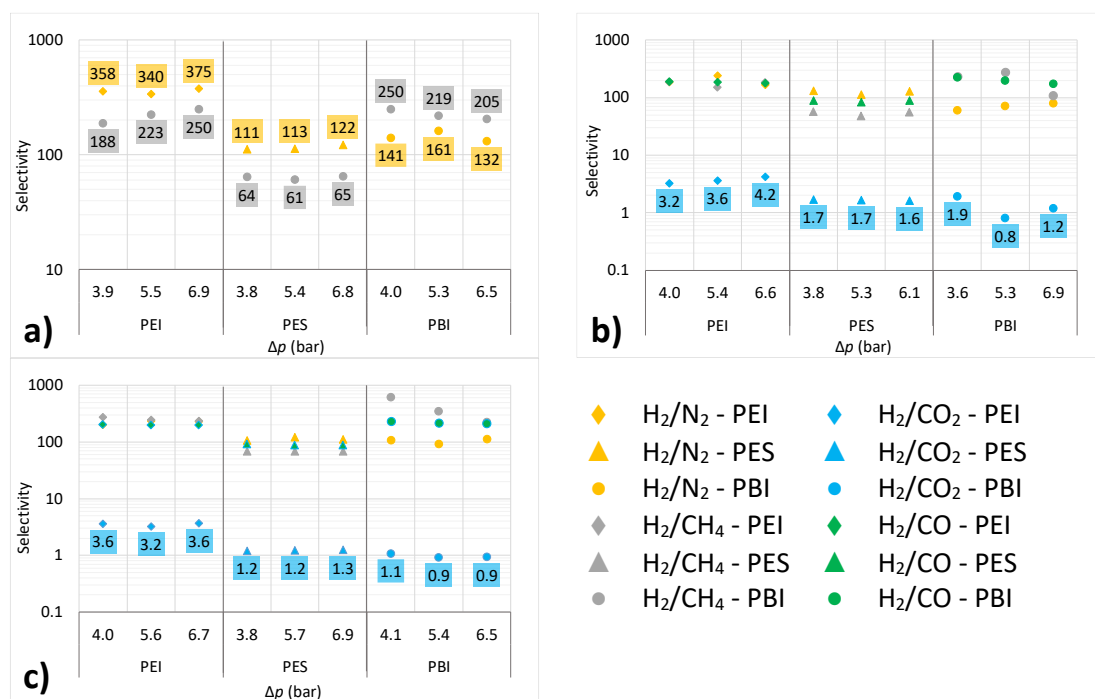 1000
100
10
Selectivity
358
340
375
188
223
250
111
113
122
64
61
65
250
219
205
141
161
132
3.9 5.5 6.9 3.8 5.4 6.8 4.0 5.3 6.5
PEI PES PBI
Δp (bar)
a)
1000
100
10
1
0.1
Selectivity
3.2
3.6
4.2
1.7
1.7
1.6
1.9
0.8
1.2
4.0 5.4 6.6 3.8 5.3 6.1 3.6 5.3 6.9
PEI PES PBI
Δp (bar)
b)
1000
100
10
1
0.1
Selectivity
3.6
3.2
3.6
1.2
1.2
1.3
1.1
0.9
0.9
4.0 5.6 6.7 3.8 5.7 6.9 4.1 5.4 6.5
PEI PES PBI
Δp (bar)
c)
H₂/N₂ - PEI
H₂/N₂ - PES
H₂/N₂ - PBI
H₂/CH₄ - PEI
H₂/CH₄ - PES
H₂/CH₄ - PBI
H₂/CO₂ - PEI
H₂/CO₂ - PES
H₂/CO₂ - PBI
H₂/CO - PEI
H₂/CO - PES
H₂/CO - PBI